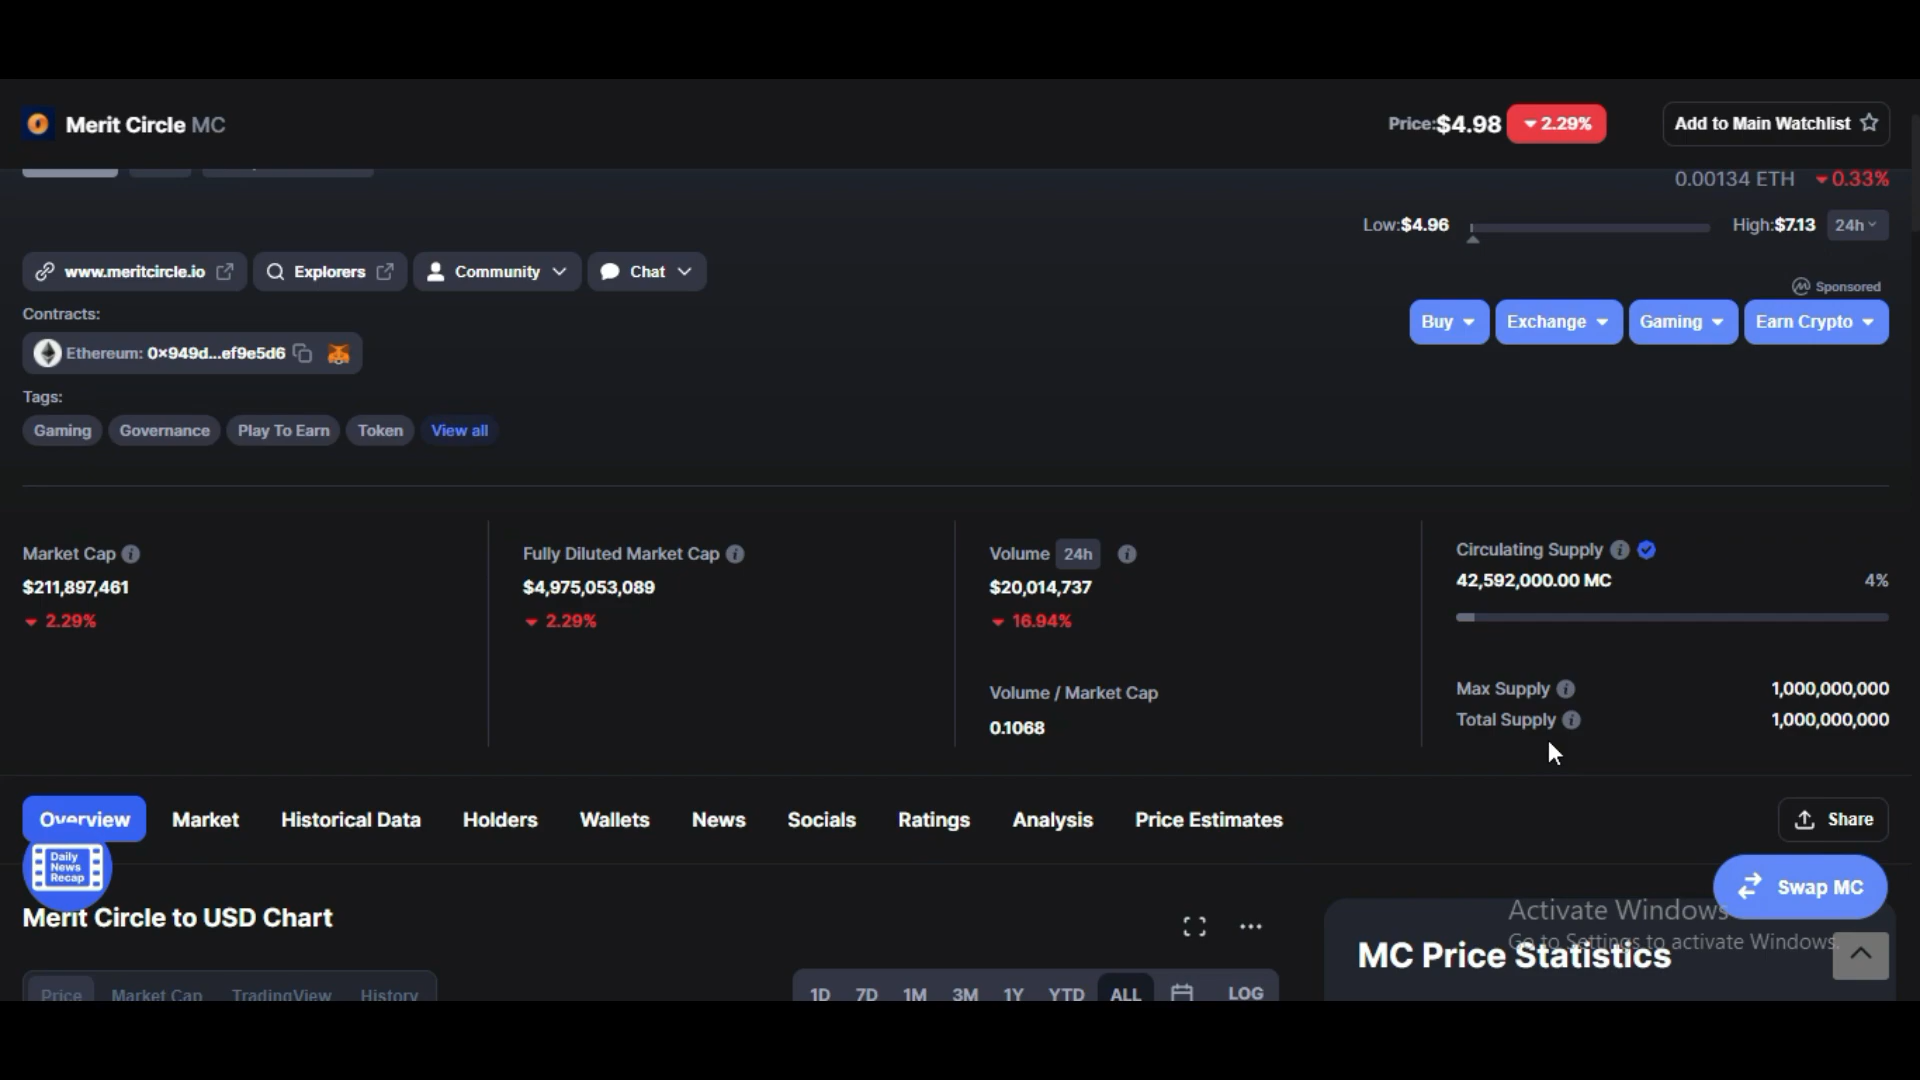 Merit Circle MC
Price:$4.98 2.29%
Add to Main Watchlist
0.00134 ETH 0.33%
Low:$4.96 High:$7.13 24h
www.meritcircle.io Explorers Community Chat
Sponsored
Contracts:
Buy Exchange Gaming Earn Crypto
Ethereum: 0x949d...ef9e5d6
Tags:
Gaming Governance Play To Earn Token View all
Market Cap
$211,897,461
2.29%
Fully Diluted Market Cap
$4,975,053,089
2.29%
Volume 24h
$20,014,737
16.94%
Volume / Market Cap
0.1068
Circulating Supply
42,592,000.00 MC 4%
Max Supply 1,000,000,000
Total Supply 1,000,000,000
Overview Market Historical Data Holders Wallets News Socials Ratings Analysis Price Estimates
Share
Daily
News
Recap
Swap MC
Merit Circle to USD Chart
Activate Windows
Go to Settings to activate Windows.
MC Price Statistics
Price Market Cap TradingView History
1D 7D 1M 3M 1Y YTD ALL LOG